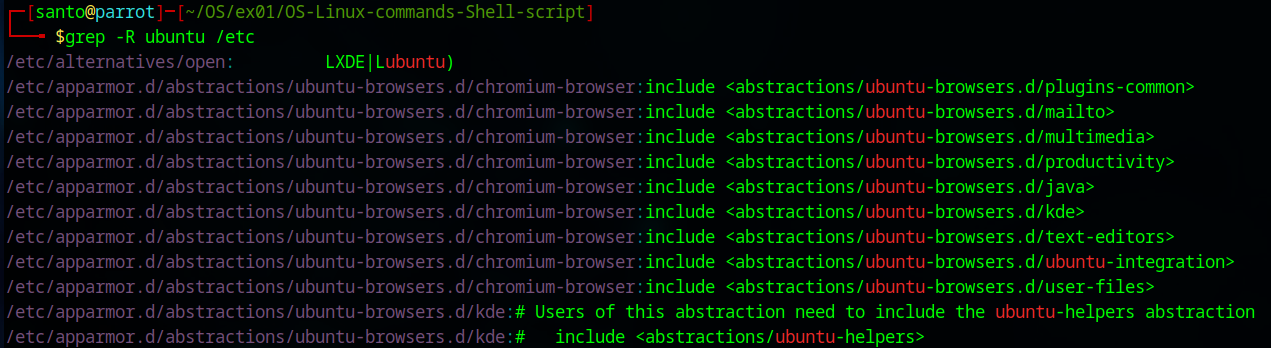 ┌─[santo@parrot]─[~/OS/ex01/OS-Linux-commands-Shell-script]
└──╼ $grep -R ubuntu /etc
/etc/alternatives/open:         LXDE|Lubuntu)
/etc/apparmor.d/abstractions/ubuntu-browsers.d/chromium-browser:include <abstractions/ubuntu-browsers.d/plugins-common>
/etc/apparmor.d/abstractions/ubuntu-browsers.d/chromium-browser:include <abstractions/ubuntu-browsers.d/mailto>
/etc/apparmor.d/abstractions/ubuntu-browsers.d/chromium-browser:include <abstractions/ubuntu-browsers.d/multimedia>
/etc/apparmor.d/abstractions/ubuntu-browsers.d/chromium-browser:include <abstractions/ubuntu-browsers.d/productivity>
/etc/apparmor.d/abstractions/ubuntu-browsers.d/chromium-browser:include <abstractions/ubuntu-browsers.d/java>
/etc/apparmor.d/abstractions/ubuntu-browsers.d/chromium-browser:include <abstractions/ubuntu-browsers.d/kde>
/etc/apparmor.d/abstractions/ubuntu-browsers.d/chromium-browser:include <abstractions/ubuntu-browsers.d/text-editors>
/etc/apparmor.d/abstractions/ubuntu-browsers.d/chromium-browser:include <abstractions/ubuntu-browsers.d/ubuntu-integration>
/etc/apparmor.d/abstractions/ubuntu-browsers.d/chromium-browser:include <abstractions/ubuntu-browsers.d/user-files>
/etc/apparmor.d/abstractions/ubuntu-browsers.d/kde:# Users of this abstraction need to include the ubuntu-helpers abstraction
/etc/apparmor.d/abstractions/ubuntu-browsers.d/kde:#   include <abstractions/ubuntu-helpers>